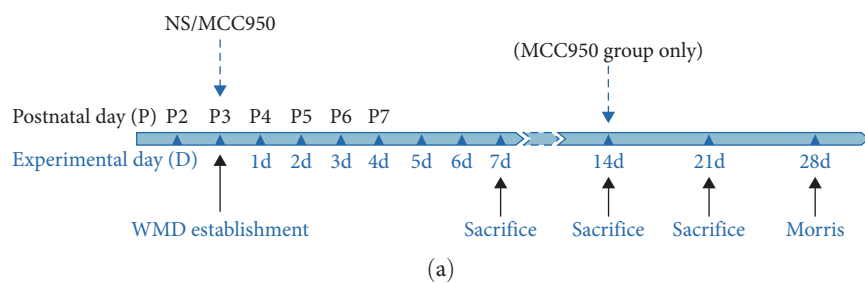 NS/MCC950
(MCC950 group only)
Postnatal day (P) P2 P3 P4 P5 P6 P7
Experimental day (D) 1d 2d 3d 4d 5d 6d 7d 14d 21d 28d
WMD establishment Sacrifice Sacrifice Sacrifice Morris
(a)